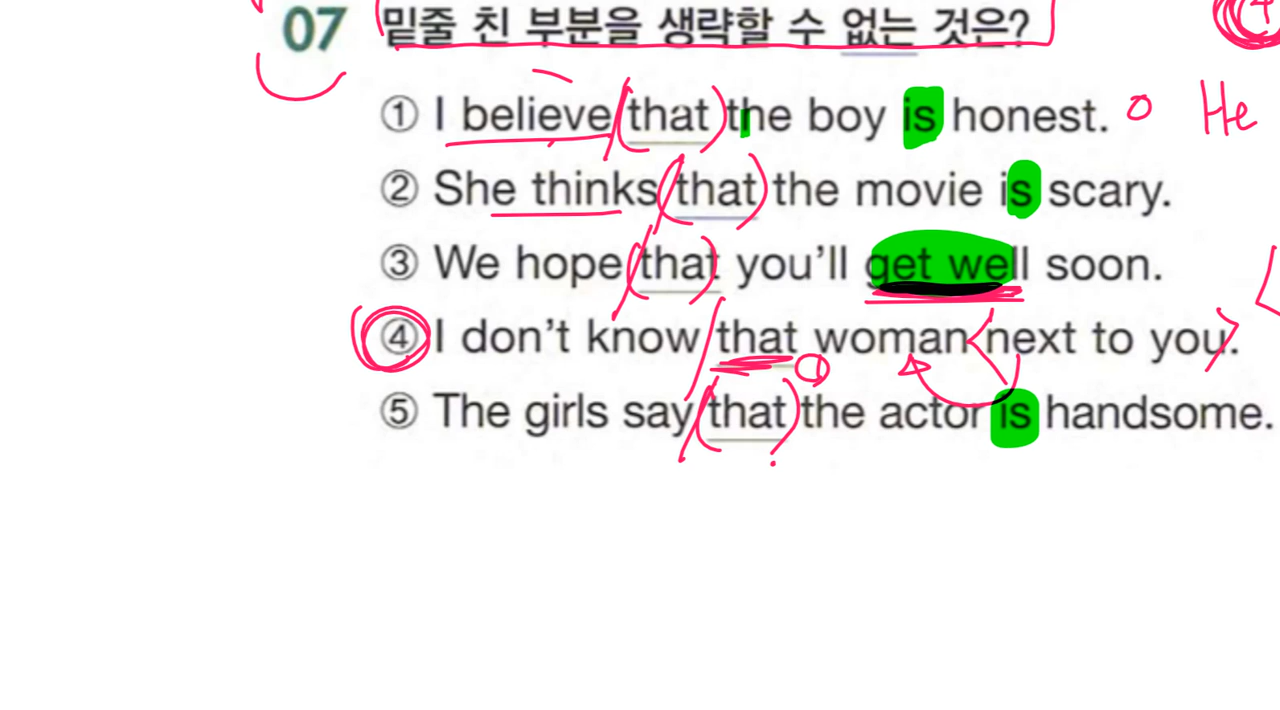 07 밑줄 친 부분을 생략할 수 없는 것은? 4
① I believe that the boy is honest. o He
② She thinks that the movie is scary.
③ We hope that you'll get well soon.
④ I don't know that woman next to you.
⑤ The girls say that the actor is handsome.